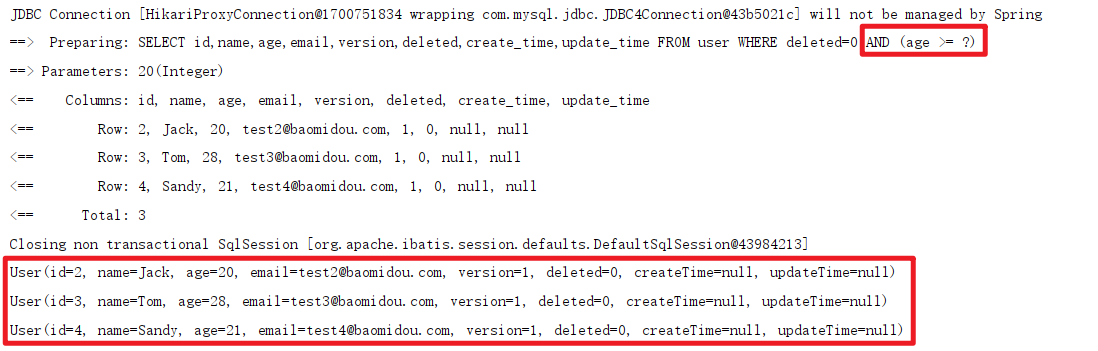 JDBC Connection [HikariProxyConnection@1700751834 wrapping com.mysql.jdbc.JDBC4Connection@43b5021c] will not be managed by Spring
==>  Preparing: SELECT id,name,age,email,version,deleted,create_time,update_time FROM user WHERE deleted=0 AND (age >= ?)
==> Parameters: 20(Integer)
<==    Columns: id, name, age, email, version, deleted, create_time, update_time
<==        Row: 2, Jack, 20, test2@baomidou.com, 1, 0, null, null
<==        Row: 3, Tom, 28, test3@baomidou.com, 1, 0, null, null
<==        Row: 4, Sandy, 21, test4@baomidou.com, 1, 0, null, null
<==      Total: 3
Closing non transactional SqlSession [org.apache.ibatis.session.defaults.DefaultSqlSession@43984213]
User(id=2, name=Jack, age=20, email=test2@baomidou.com, version=1, deleted=0, createTime=null, updateTime=null)
User(id=3, name=Tom, age=28, email=test3@baomidou.com, version=1, deleted=0, createTime=null, updateTime=null)
User(id=4, name=Sandy, age=21, email=test4@baomidou.com, version=1, deleted=0, createTime=null, updateTime=null)